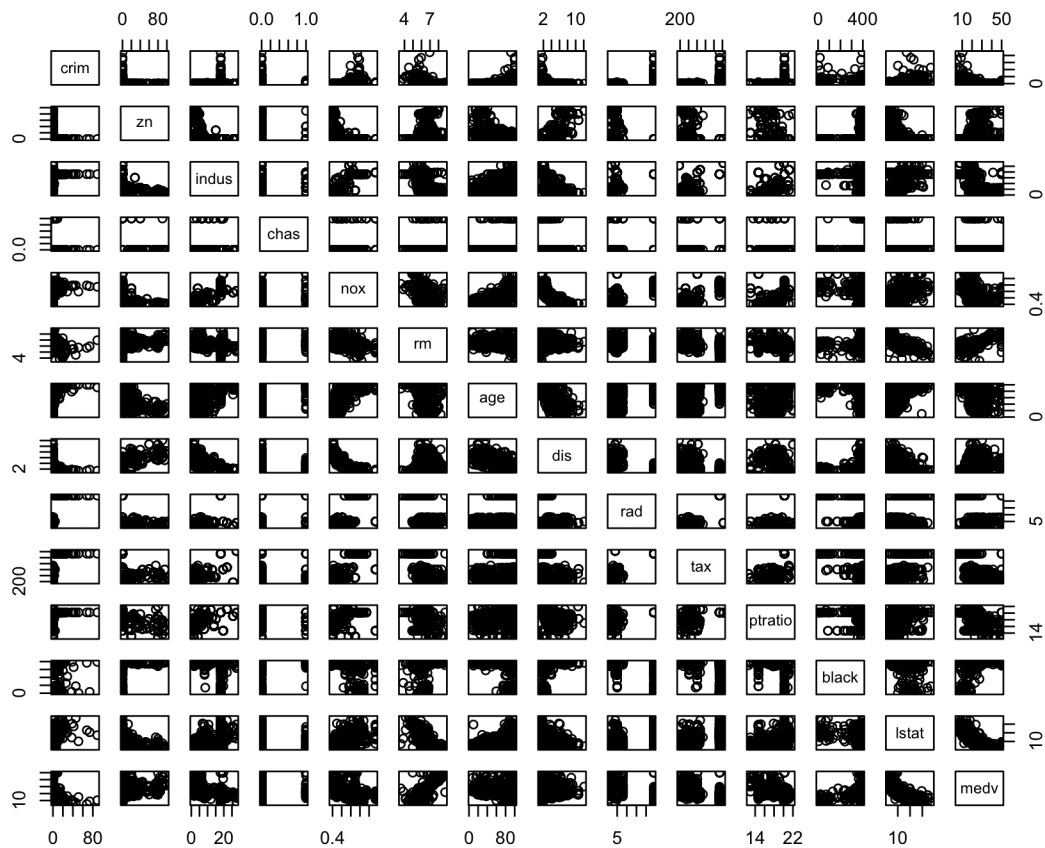 0 80 0.0 1.0 4 7 2 10 200 0 400 10 50
crim 0
0 zn
indus 0
0.0 chas
nox 0.4
4 rm
age 0
2 dis
rad 5
200 tax
ptratio 14
0 black
lstat 10
10 medv
0 80 0 20 0.4 0 80 5 14 22 10